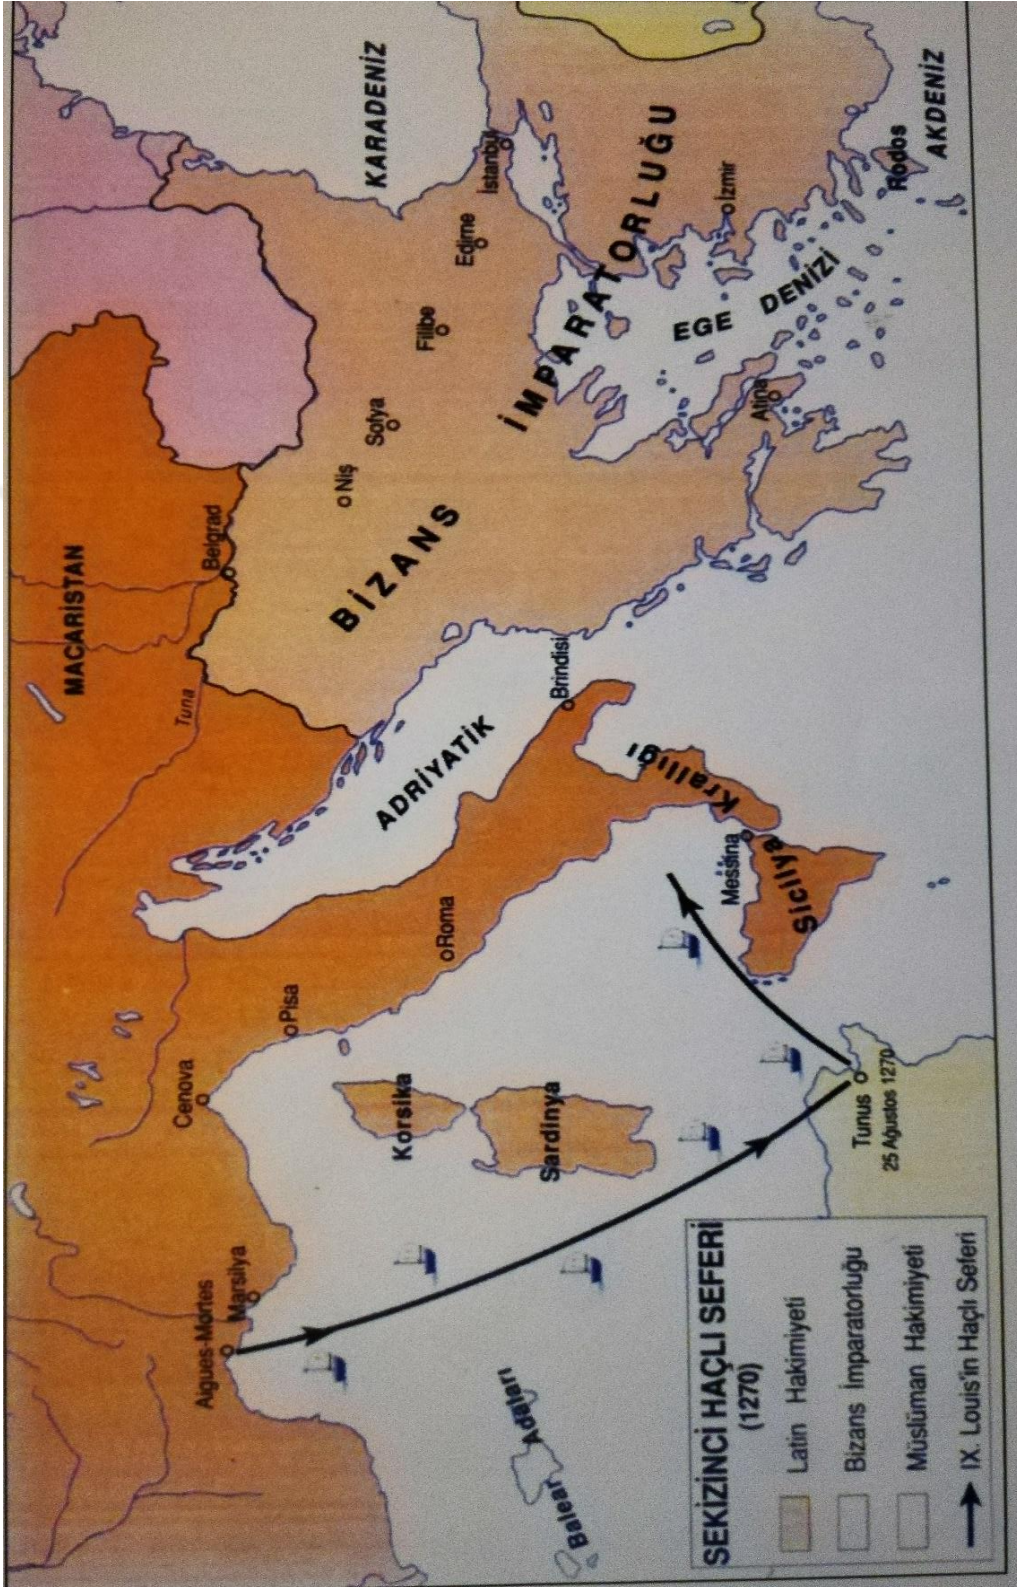 KARADENİZ
MACARİSTAN
Tuna
Belgrad
Niş
Sofya
Filibe
Edirne
İstanbul
BİZANS
İMPARATORLUĞU
İzmir
EGE DENİZİ
Atina
Rodos
AKDENİZ
ADRİYATİK
Brindisi
Cenova
Pisa
Roma
Korsika
Sardinya
Messina
Sicilya Krallığı
Aigues-Mortes
Marsilya
Balear Adaları
Tunus
25 Ağustos 1270
SEKİZİNCİ HAÇLI SEFERİ
(1270)
Latin Hakimiyeti
Bizans İmparatorluğu
Müslüman Hakimiyeti
IX. Louis'in Haçlı Seferi